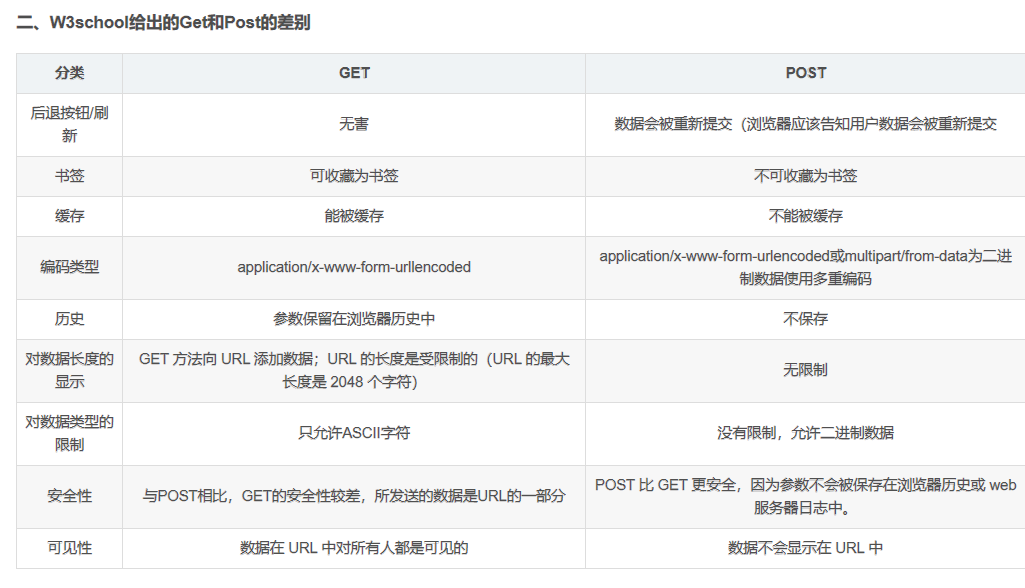 二、W3school给出的Get和Post的差别
分类 GET POST
后退按钮/刷
新
无害
数据会被重新提交（浏览器应该告知用户数据会被重新提交
书签 可收藏为书签 不可收藏为书签
缓存 能被缓存 不能被缓存
编码类型
application/x-www-form-urllencoded
application/x-www-form-urlencoded或multipart/from-data为二进
制数据使用多重编码
历史 参数保留在浏览器历史中 不保存
对数据长度的
显示
GET 方法向 URL 添加数据；URL 的长度是受限制的（URL 的最大
长度是 2048 个字符）
无限制
对数据类型的
限制
只允许ASCII字符
没有限制，允许二进制数据
安全性
与POST相比，GET的安全性较差，所发送的数据是URL的一部分
POST 比 GET 更安全，因为参数不会被保存在浏览器历史或 web
服务器日志中。
可见性 数据在 URL 中对所有人都是可见的 数据不会显示在 URL 中